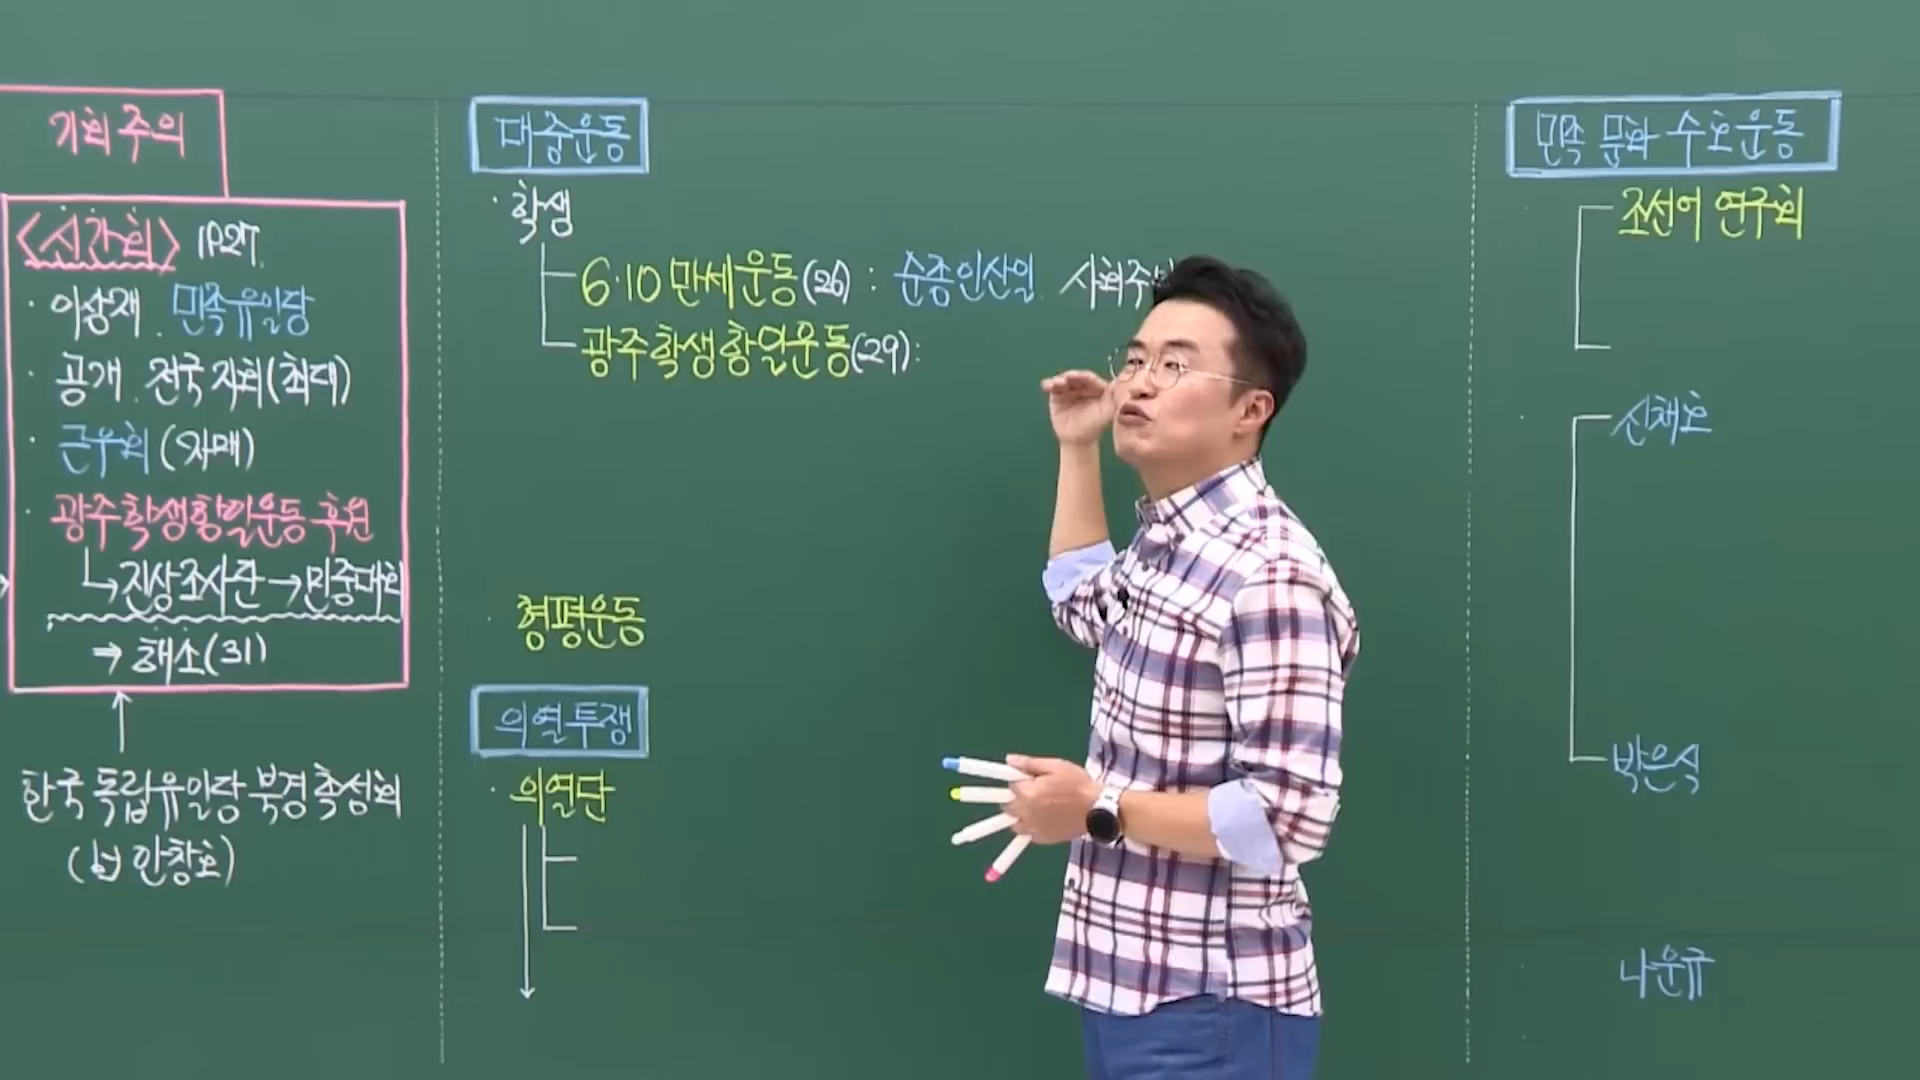 기회주의
<신간회> 1927.
· 이상재. 민족유일당
· 공개. 전국지회(최대)
· 근우회 (자매)
· 광주학생항일운동 후원
↳ 진상조사단 → 민중대회
⇒ 해소(31)
한국독립유일당 북경촉성회
안창호)
대중운동
· 학생
6·10 만세운동(26) : 순종인산일. 사회주
광주학생항일운동(29):
· 형평운동
의열투쟁
· 의열단
민족 문화 수호운동
조선어 연구회
신채호
박은식
나운규